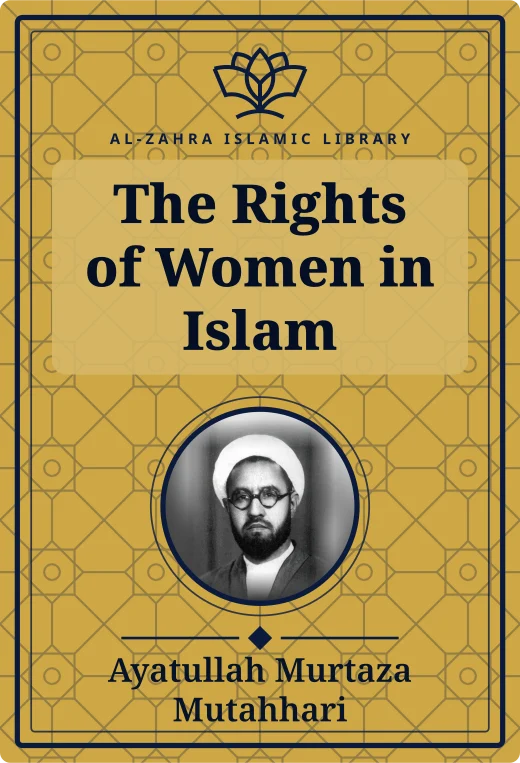 AL-ZAHRA ISLAMIC LIBRARY
The Rights
of Women in
Islam
Ayatullah Murtaza
Mutahhari